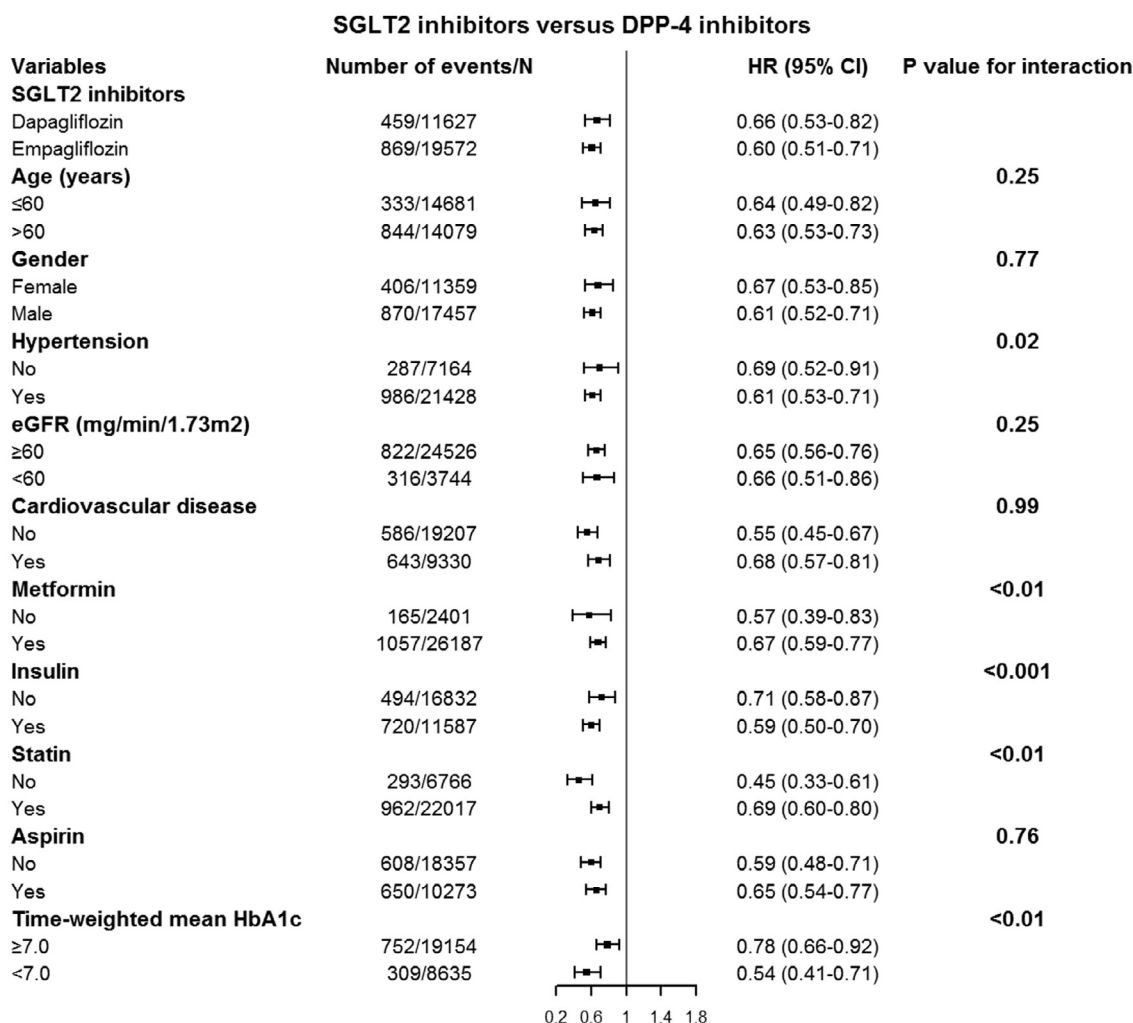 SGLT2 inhibitors versus DPP-4 inhibitors
Variables Number of events/N HR (95% CI) P value for interaction
SGLT2 inhibitors
Dapagliflozin 459/11627 0.66 (0.53-0.82)
Empagliflozin 869/19572 0.60 (0.51-0.71)
Age (years) 0.25
≤60 333/14681 0.64 (0.49-0.82)
>60 844/14079 0.63 (0.53-0.73)
Gender 0.77
Female 406/11359 0.67 (0.53-0.85)
Male 870/17457 0.61 (0.52-0.71)
Hypertension 0.02
No 287/7164 0.69 (0.52-0.91)
Yes 986/21428 0.61 (0.53-0.71)
eGFR (mg/min/1.73m2) 0.25
≥60 822/24526 0.65 (0.56-0.76)
<60 316/3744 0.66 (0.51-0.86)
Cardiovascular disease 0.99
No 586/19207 0.55 (0.45-0.67)
Yes 643/9330 0.68 (0.57-0.81)
Metformin <0.01
No 165/2401 0.57 (0.39-0.83)
Yes 1057/26187 0.67 (0.59-0.77)
Insulin <0.001
No 494/16832 0.71 (0.58-0.87)
Yes 720/11587 0.59 (0.50-0.70)
Statin <0.01
No 293/6766 0.45 (0.33-0.61)
Yes 962/22017 0.69 (0.60-0.80)
Aspirin 0.76
No 608/18357 0.59 (0.48-0.71)
Yes 650/10273 0.65 (0.54-0.77)
Time-weighted mean HbA1c <0.01
≥7.0 752/19154 0.78 (0.66-0.92)
<7.0 309/8635 0.54 (0.41-0.71)
0.2 0.6 1 1.4 1.8